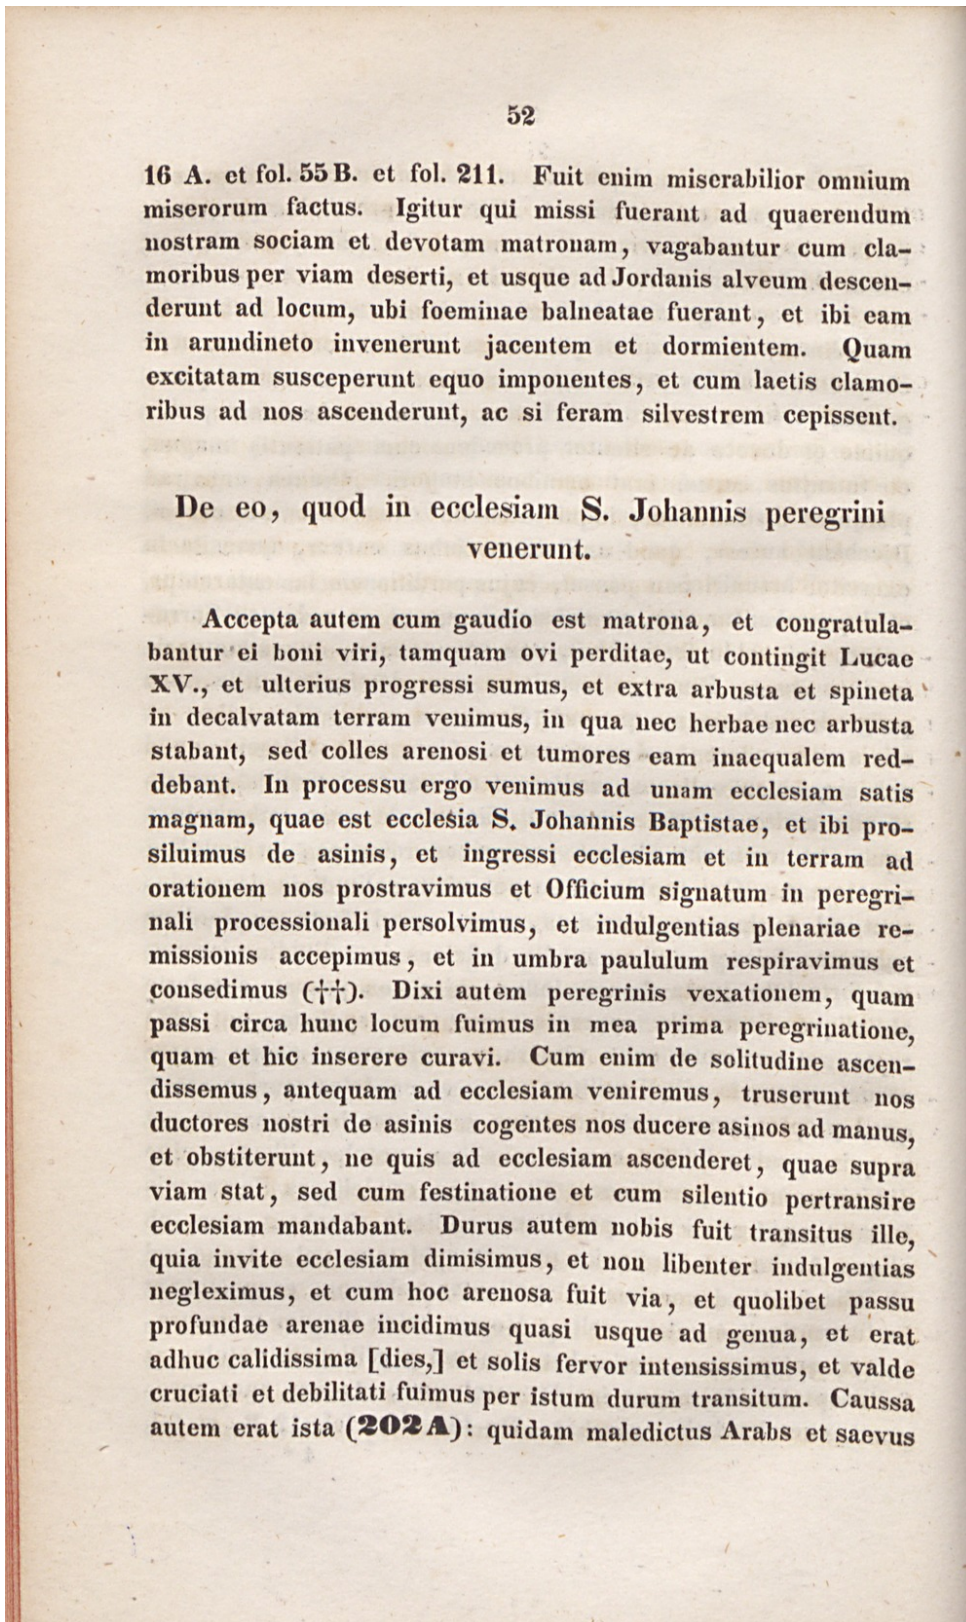 52
16 A. et fol. 55 B. et fol. 211. Fuit enim miserabilior omnium
miserorum factus. Igitur qui missi fuerant ad quaerendum
nostram sociam et devotam matronam, vagabantur cum cla-
moribus per viam deserti, et usque ad Jordanis alveum descen-
derunt ad locum, ubi foeminae balneatae fuerant, et ibi eam
in arundineto invenerunt jacentem et dormientem. Quam
excitatam susceperunt equo imponentes, et cum laetis clamo-
ribus ad nos ascenderunt, ac si feram silvestrem cepissent.
De eo, quod in ecclesiam S. Johannis peregrini
venerunt.
Accepta autem cum gaudio est matrona, et congratula-
bantur ei boni viri, tamquam ovi perditae, ut contingit Lucae
XV., et ulterius progressi sumus, et extra arbusta et spineta
in decalvatam terram venimus, in qua nec herbae nec arbusta
stabant, sed colles arenosi et tumores eam inaequalem red-
debant. In processu ergo venimus ad unam ecclesiam satis
magnam, quae est ecclesia S. Johannis Baptistae, et ibi pro-
siluimus de asinis, et ingressi ecclesiam et in terram ad
orationem nos prostravimus et Officium signatum in peregri-
nali processionali persolvimus, et indulgentias plenariae re-
missionis accepimus, et in umbra paululum respiravimus et
consedimus (††). Dixi autem peregrinis vexationem, quam
passi circa hunc locum fuimus in mea prima peregrinatione,
quam et hic inserere curavi. Cum enim de solitudine ascen-
dissemus, antequam ad ecclesiam veniremus, truserunt nos
ductores nostri de asinis cogentes nos ducere asinos ad manus,
et obstiterunt, ne quis ad ecclesiam ascenderet, quae supra
viam stat, sed cum festinatione et cum silentio pertransire
ecclesiam mandabant. Durus autem nobis fuit transitus ille,
quia invite ecclesiam dimisimus, et non libenter indulgentias
negleximus, et cum hoc arenosa fuit via, et quolibet passu
profundae arenae incidimus quasi usque ad genua, et erat
adhuc calidissima [dies,] et solis fervor intensissimus, et valde
cruciati et debilitati fuimus per istum durum transitum. Caussa
autem erat ista (202 A): quidam maledictus Arabs et saevus